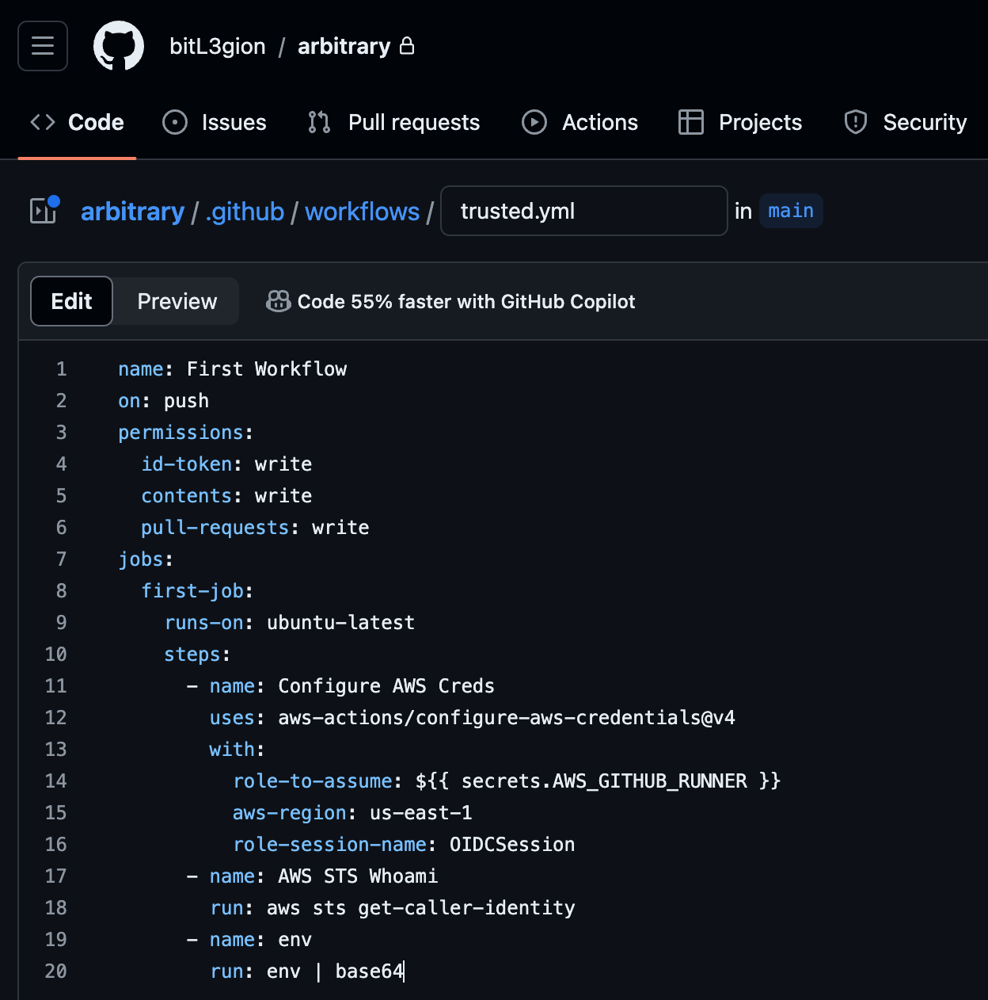 bitL3gion / arbitrary
Code Issues Pull requests Actions Projects Security
arbitrary / .github / workflows / trusted.yml in main
Edit Preview Code 55% faster with GitHub Copilot
1 name: First Workflow
2 on: push
3 permissions:
4 id-token: write
5 contents: write
6 pull-requests: write
7 jobs:
8 first-job:
9 runs-on: ubuntu-latest
10 steps:
11 - name: Configure AWS Creds
12 uses: aws-actions/configure-aws-credentials@v4
13 with:
14 role-to-assume: ${{ secrets.AWS_GITHUB_RUNNER }}
15 aws-region: us-east-1
16 role-session-name: OIDCSession
17 - name: AWS STS Whoami
18 run: aws sts get-caller-identity
19 - name: env
20 run: env | base64